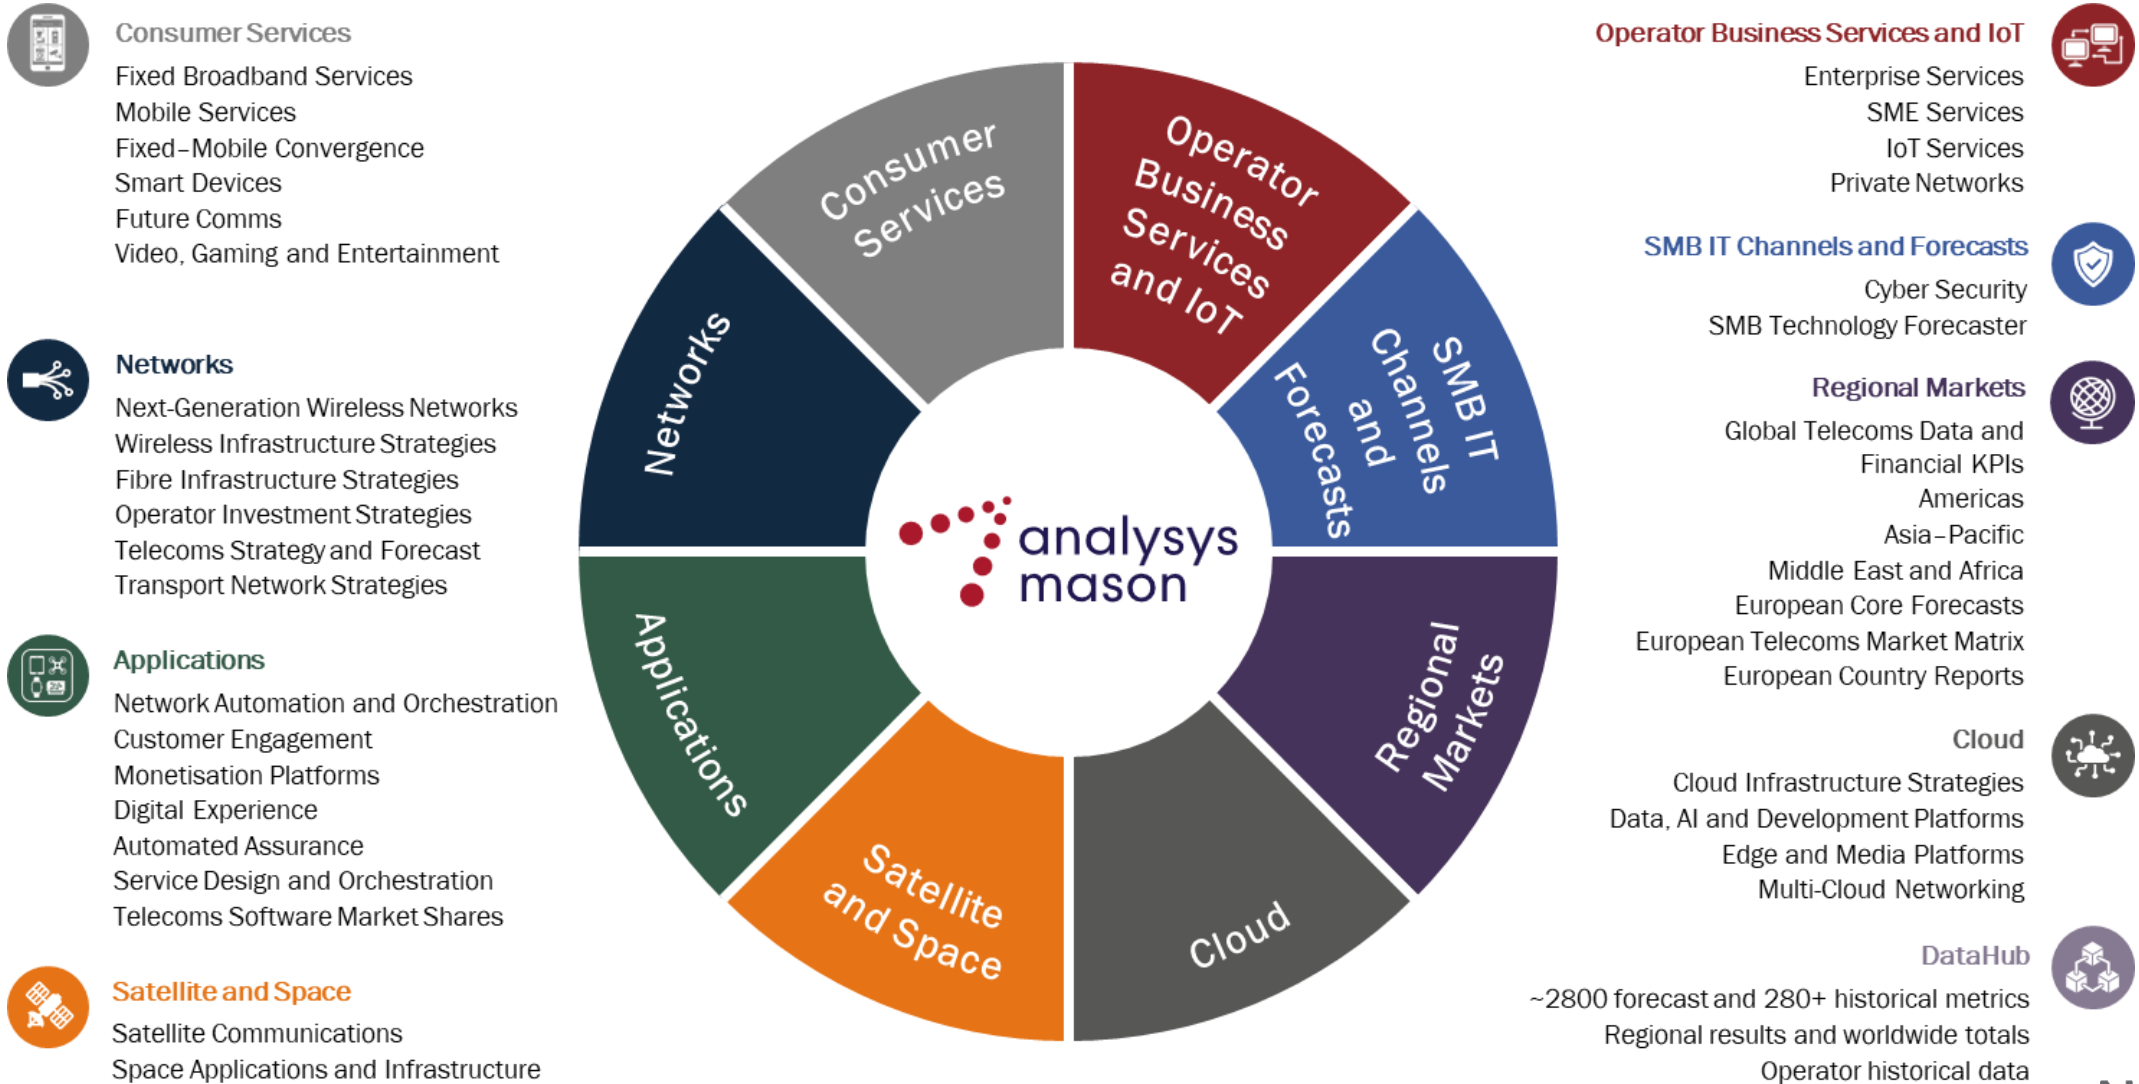 Consumer Services
Fixed Broadband Services
Mobile Services
Fixed–Mobile Convergence
Smart Devices
Future Comms
Video, Gaming and Entertainment
Networks
Next-Generation Wireless Networks
Wireless Infrastructure Strategies
Fibre Infrastructure Strategies
Operator Investment Strategies
Telecoms Strategy and Forecast
Transport Network Strategies
Applications
Network Automation and Orchestration
Customer Engagement
Monetisation Platforms
Digital Experience
Automated Assurance
Service Design and Orchestration
Telecoms Software Market Shares
Satellite and Space
Satellite Communications
Space Applications and Infrastructure
Consumer
Services
Operator
Business
Services
and IoT
SMB IT
Channels
and
Forecasts
Regional
Markets
Cloud
Satellite
and Space
Applications
Networks
analysys
mason
Operator Business Services and IoT
Enterprise Services
SME Services
IoT Services
Private Networks
SMB IT Channels and Forecasts
Cyber Security
SMB Technology Forecaster
Regional Markets
Global Telecoms Data and
Financial KPIs
Americas
Asia–Pacific
Middle East and Africa
European Core Forecasts
European Telecoms Market Matrix
European Country Reports
Cloud
Cloud Infrastructure Strategies
Data, AI and Development Platforms
Edge and Media Platforms
Multi-Cloud Networking
DataHub
~2800 forecast and 280+ historical metrics
Regional results and worldwide totals
Operator historical data